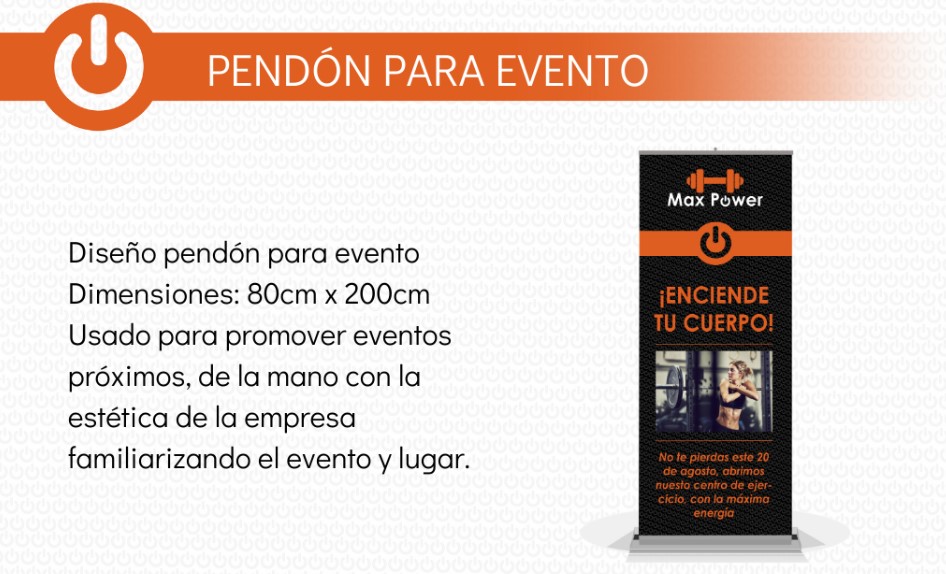 PENDÓN PARA EVENTO
Diseño pendón para evento
Dimensiones: 80cm x 200cm
Usado para promover eventos
próximos, de la mano con la
estética de la empresa
familiarizando el evento y lugar.
Max Power
¡ENCIENDE
TU CUERPO!
No te pierdas este 20
de agosto, abrimos
nuesto centro de ejer-
cicio, con la máxima
energía